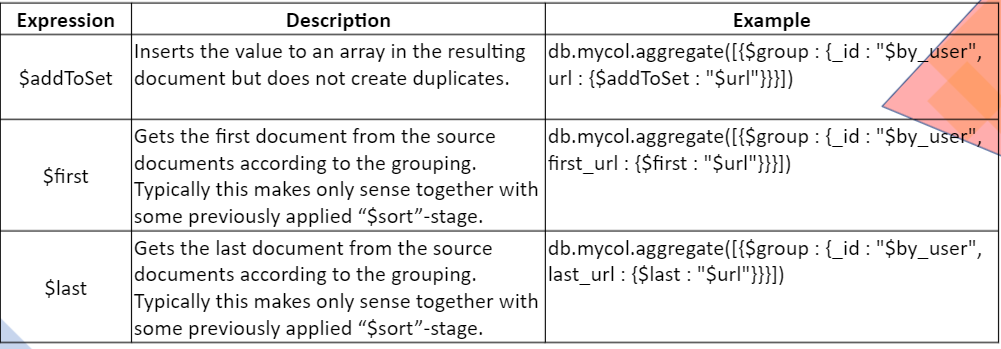 Expression Description Example
$addToSet
Inserts the value to an array in the resulting
document but does not create duplicates.
db.mycol.aggregate([{$group : {_id : "$by_user",
url : {$addToSet : "$url"}}}])
$first
Gets the first document from the source
documents according to the grouping.
Typically this makes only sense together with
some previously applied “$sort”-stage.
db.mycol.aggregate([{$group : {_id : "$by_user",
first_url : {$first : "$url"}}}])
$last
Gets the last document from the source
documents according to the grouping.
Typically this makes only sense together with
some previously applied “$sort”-stage.
db.mycol.aggregate([{$group : {_id : "$by_user",
last_url : {$last : "$url"}}}])